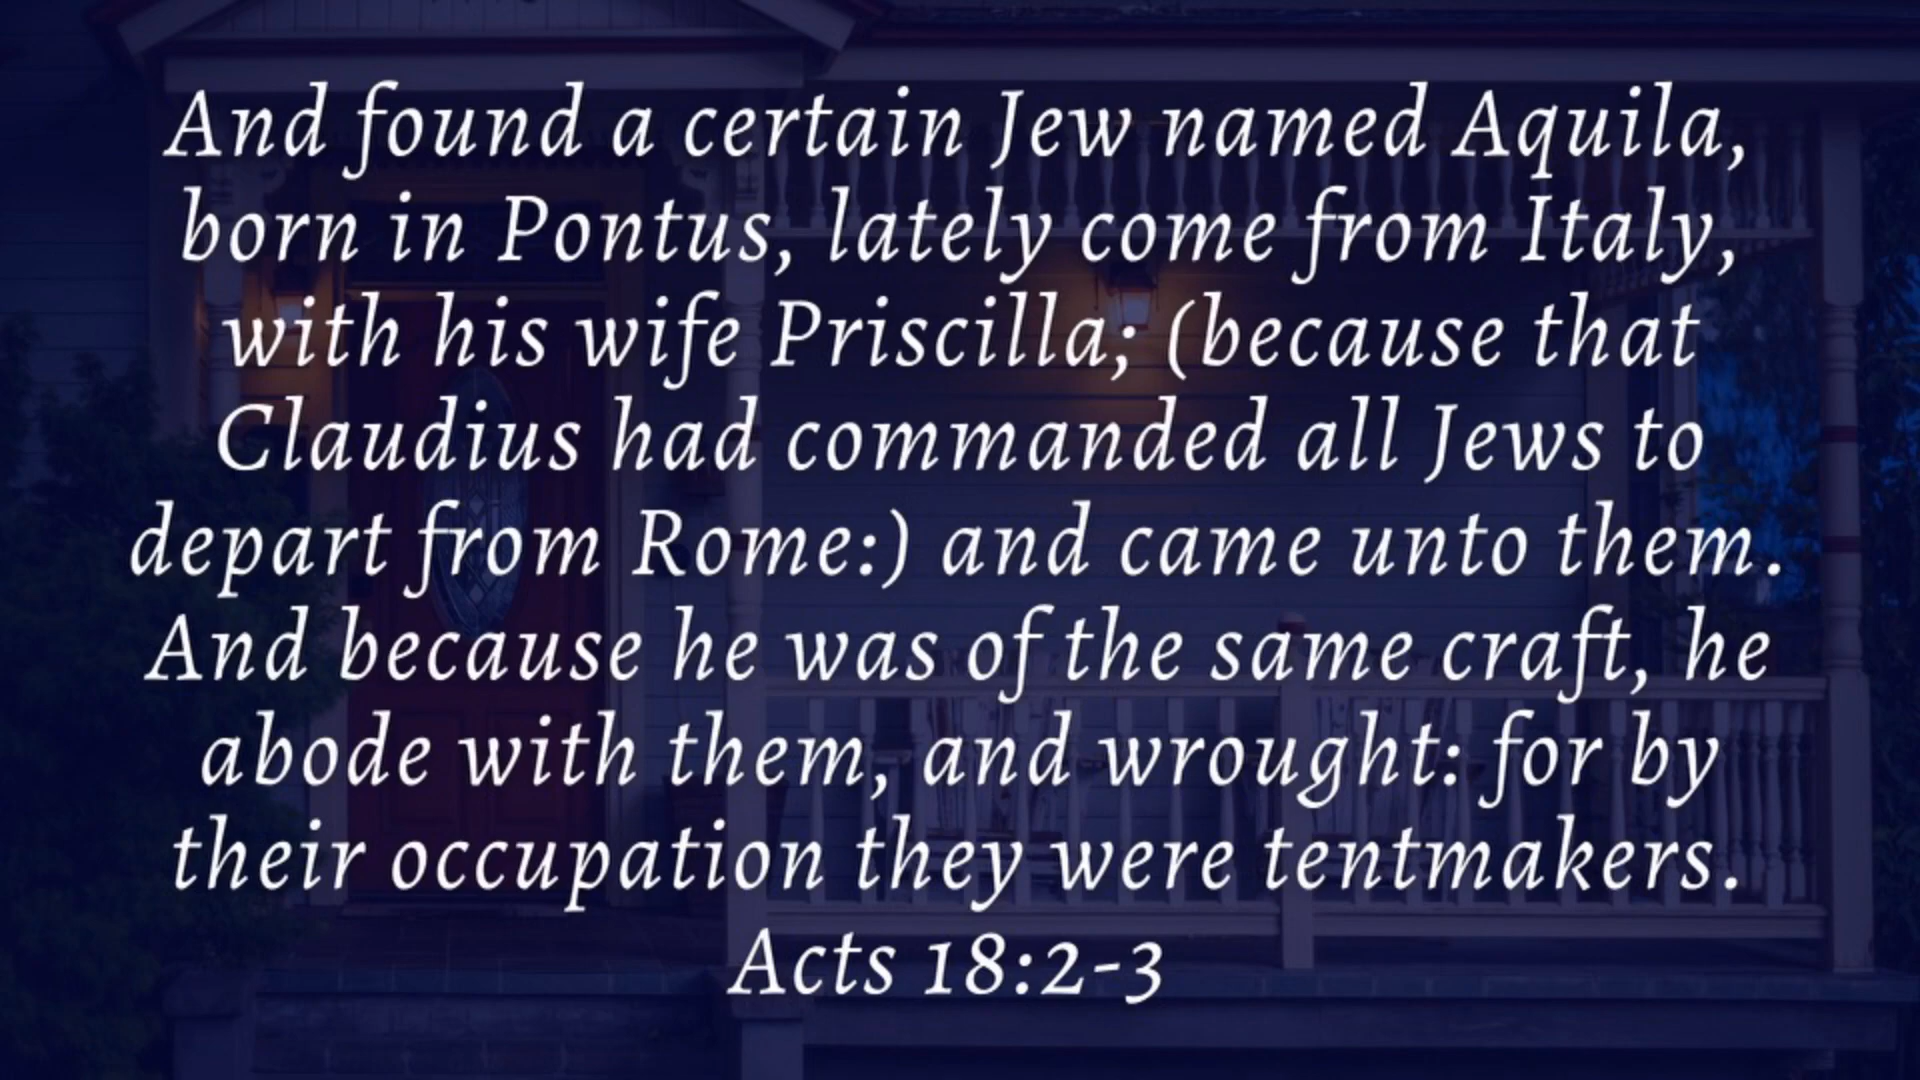 And found a certain Jew named Aquila,
born in Pontus, lately come from Italy,
with his wife Priscilla; (because that
Claudius had commanded all Jews to
depart from Rome:) and came unto them.
And because he was of the same craft, he
abode with them, and wrought: for by
their occupation they were tentmakers.
Acts 18:2-3